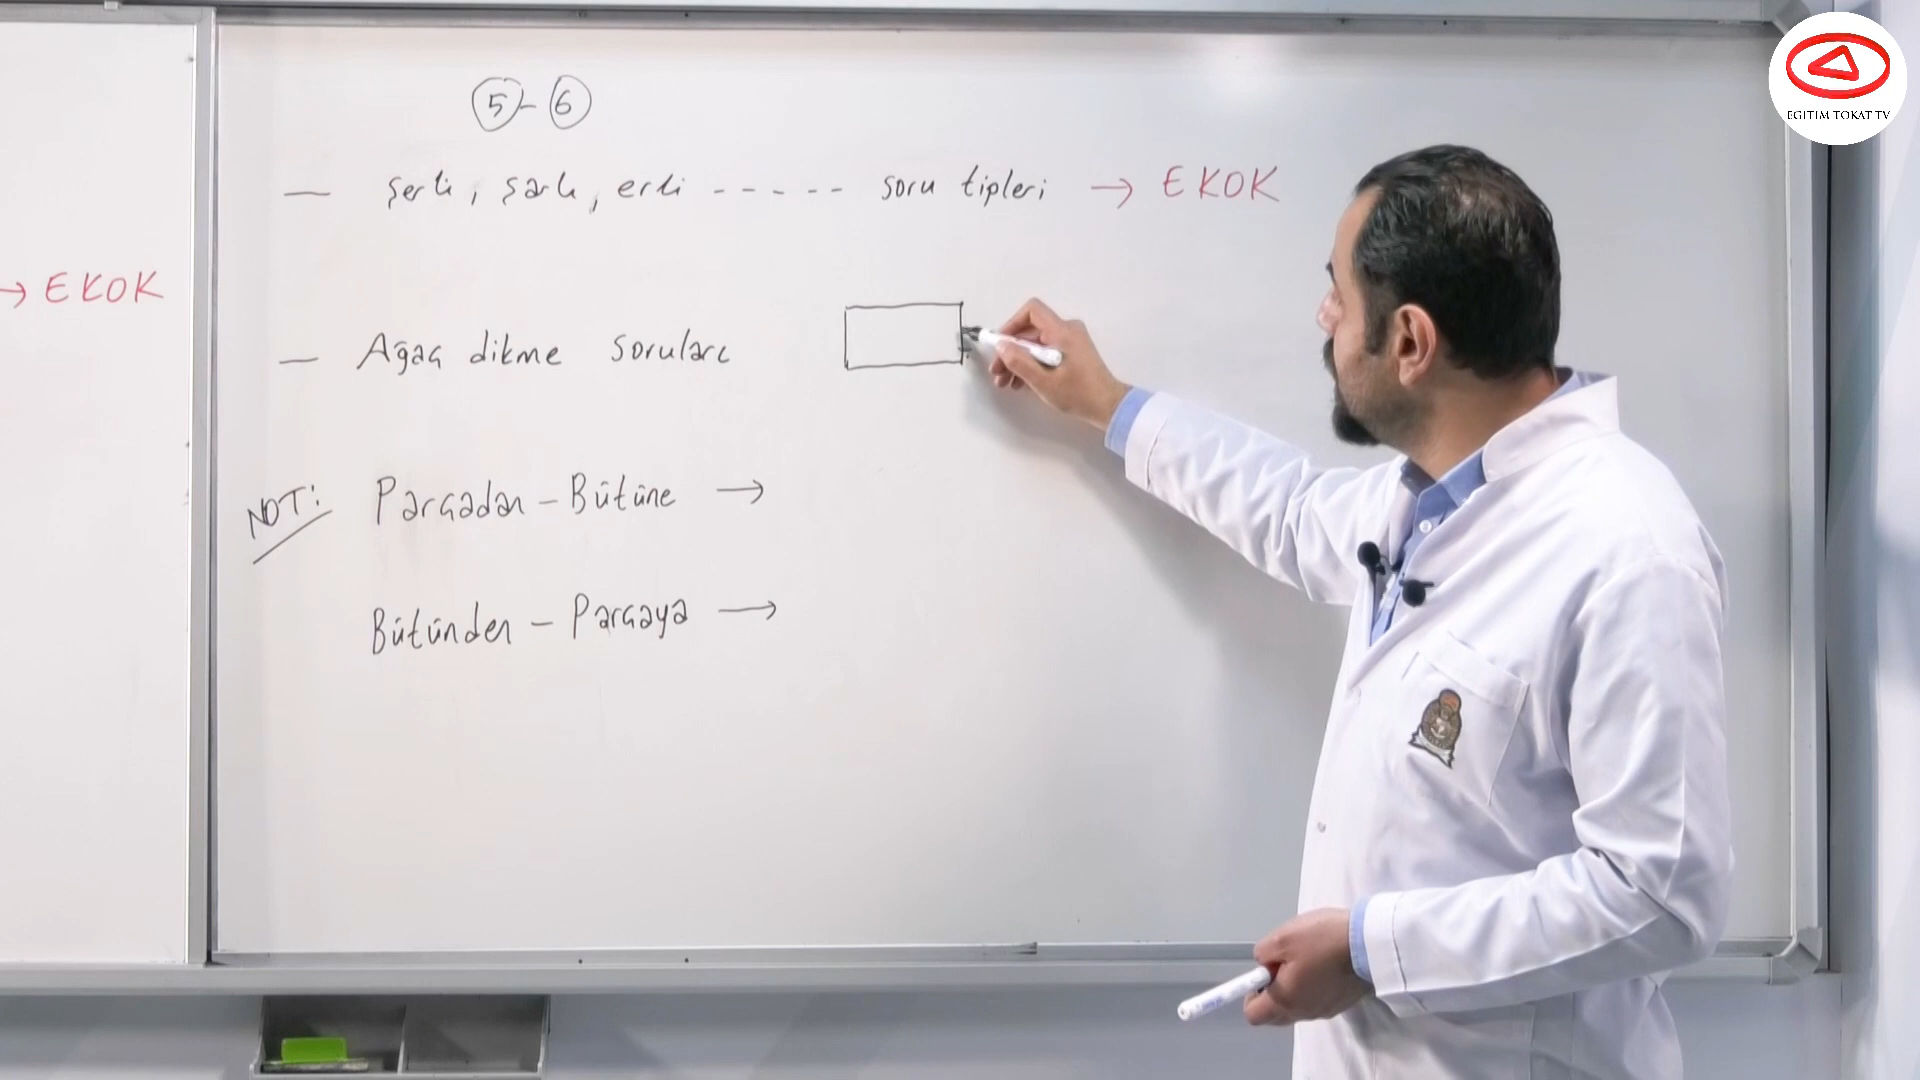 5 - 6
— şerli, şarlı, erli ------ soru tipleri → EKOK
→ EKOK
— Ağaç dikme soruları
NOT: Parçadan - Bütüne →
Bütünden - Parçaya →
EGITIM TOKAT TV